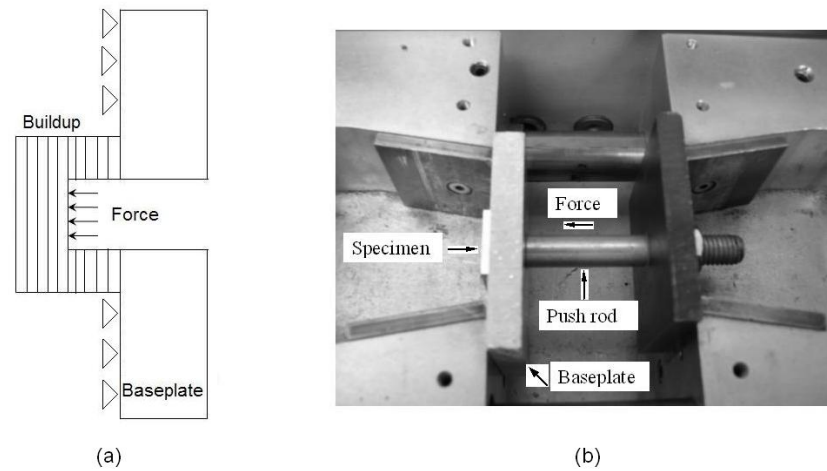 Buildup
Force
Baseplate
(a)
Force
Specimen
Push rod
Baseplate
(b)